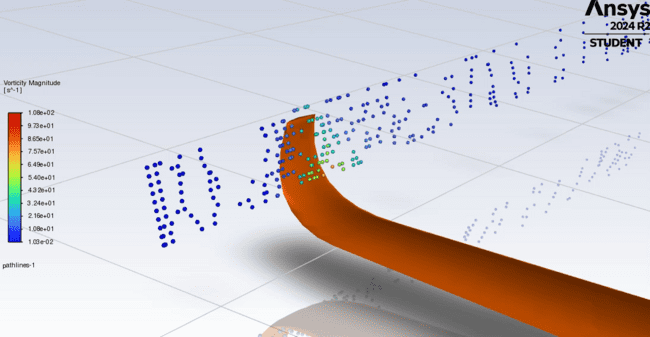 Ansys
2024 R2
STUDENT
Vorticity Magnitude
[ s^-1 ]
1.08e+02
9.73e+01
8.65e+01
7.57e+01
6.49e+01
5.40e+01
4.32e+01
3.24e+01
2.16e+01
1.08e+01
1.03e-02
pathlines-1